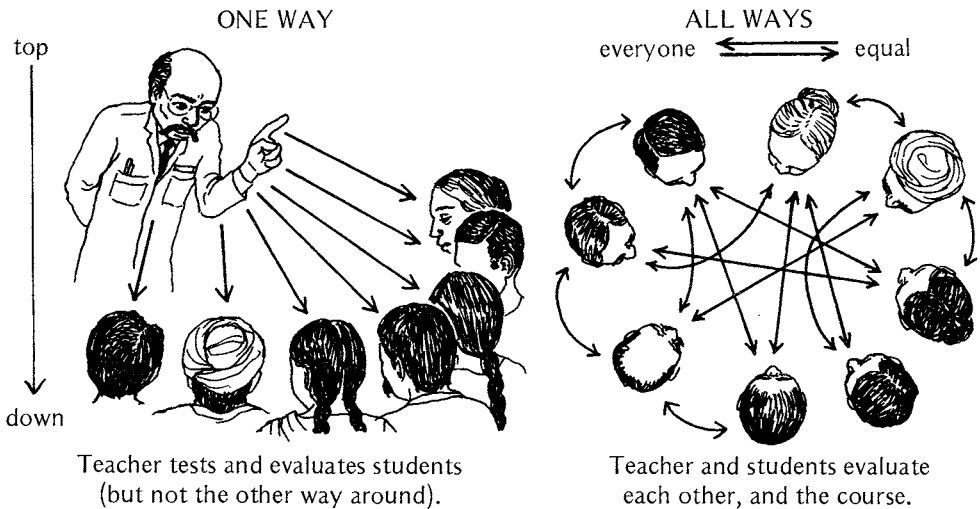 ONE WAY
top
down
Teacher tests and evaluates students
(but not the other way around).
ALL WAYS
everyone equal
Teacher and students evaluate
each other, and the course.